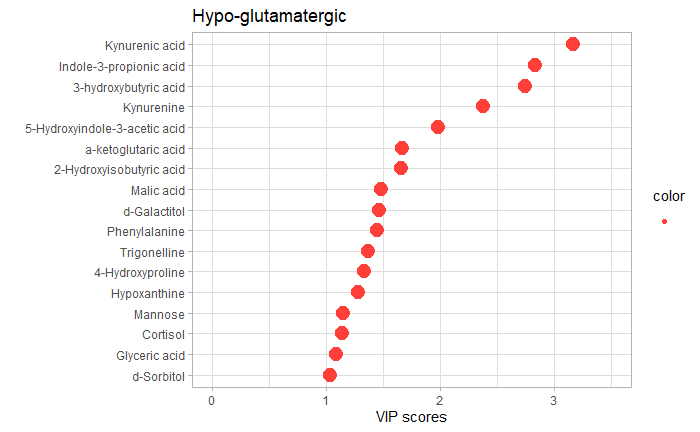 Hypo-glutamatergic
Kynurenic acid
Indole-3-propionic acid
3-hydroxybutyric acid
Kynurenine
5-Hydroxyindole-3-acetic acid
a-ketoglutaric acid
2-Hydroxyisobutyric acid
Malic acid
d-Galactitol
Phenylalanine
Trigonelline
4-Hydroxyproline
Hypoxanthine
Mannose
Cortisol
Glyceric acid
d-Sorbitol
0 1 2 3
VIP scores
color